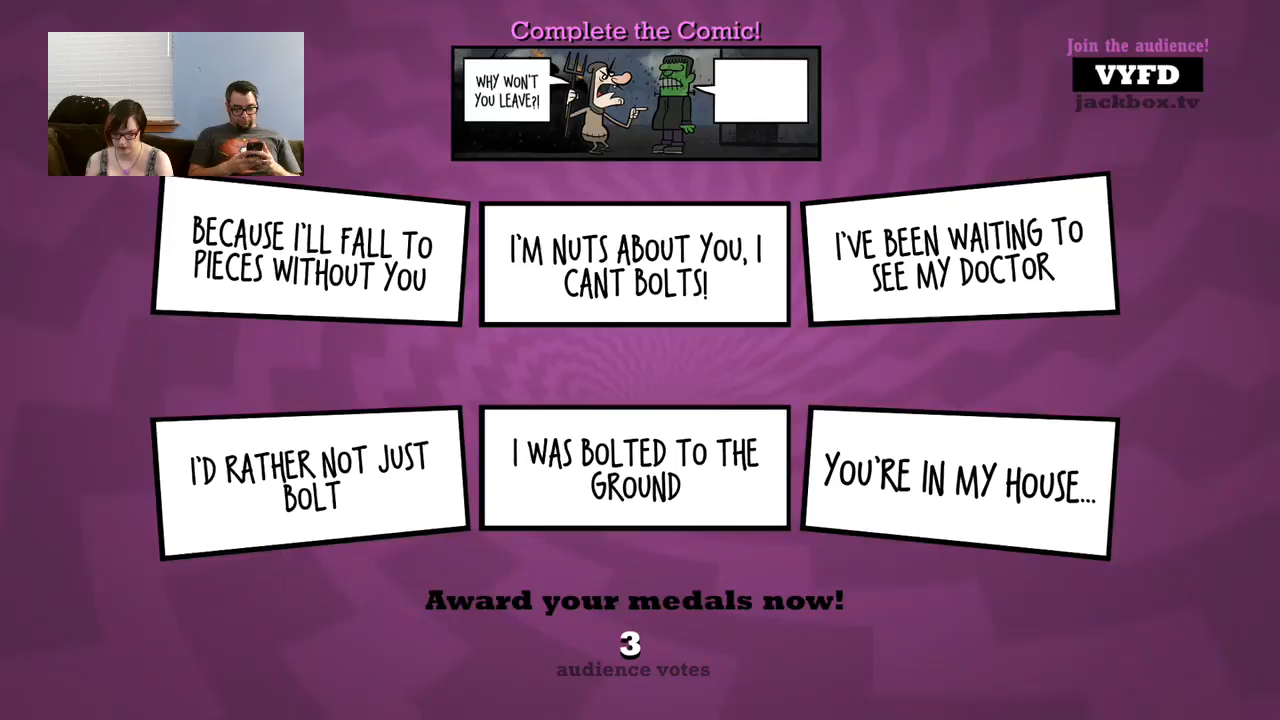 Complete the Comic!
WHY WON'T
YOU LEAVE?!
Join the audience!
VYFD
jackbox.tv
BECAUSE I'LL FALL TO
PIECES WITHOUT YOU
I'M NUTS ABOUT YOU, I
CANT BOLTS!
I'VE BEEN WAITING TO
SEE MY DOCTOR
I'D RATHER NOT JUST
BOLT
I WAS BOLTED TO THE
GROUND
YOU'RE IN MY HOUSE...
Award your medals now!
3
audience votes